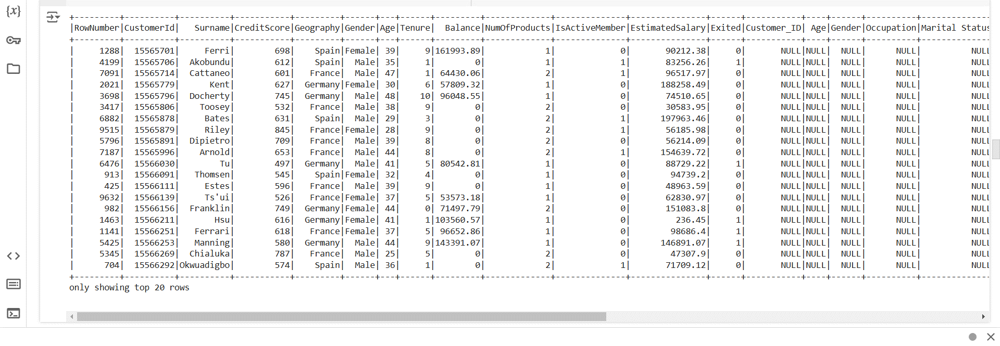 {x}
+---------+----------+----------+-----------+---------+------+---+------+---------+-------------+--------------+---------------+------+-----------+----+------+----------+--------------
|RowNumber|CustomerId|   Surname|CreditScore|Geography|Gender|Age|Tenure|  Balance|NumOfProducts|IsActiveMember|EstimatedSalary|Exited|Customer_ID| Age|Gender|Occupation|Marital Status
+---------+----------+----------+-----------+---------+------+---+------+---------+-------------+--------------+---------------+------+-----------+----+------+----------+--------------
|     1288|  15565701|     Ferri|        698|    Spain|Female| 39|     9|161993.89|            1|             0|       90212.38|     0|       NULL|NULL|  NULL|      NULL|          NULL
|     4199|  15565706|  Akobundu|        612|    Spain|  Male| 35|     1|        0|            1|             1|       83256.26|     1|       NULL|NULL|  NULL|      NULL|          NULL
|     7091|  15565714|  Cattaneo|        601|   France|  Male| 47|     1| 64430.06|            2|             1|       96517.97|     0|       NULL|NULL|  NULL|      NULL|          NULL
|     2021|  15565779|      Kent|        627|  Germany|Female| 30|     6| 57809.32|            1|             0|      188258.49|     0|       NULL|NULL|  NULL|      NULL|          NULL
|     3698|  15565796|  Docherty|        745|  Germany|  Male| 48|    10| 96048.55|            1|             0|       74510.65|     0|       NULL|NULL|  NULL|      NULL|          NULL
|     3417|  15565806|    Toosey|        532|   France|  Male| 38|     9|        0|            2|             0|       30583.95|     0|       NULL|NULL|  NULL|      NULL|          NULL
|     6882|  15565878|     Bates|        631|    Spain|  Male| 29|     3|        0|            2|             1|      197963.46|     0|       NULL|NULL|  NULL|      NULL|          NULL
|     9515|  15565879|     Riley|        845|   France|Female| 28|     9|        0|            2|             1|       56185.98|     0|       NULL|NULL|  NULL|      NULL|          NULL
|     5796|  15565891|  Dipietro|        709|   France|  Male| 39|     8|        0|            2|             0|       56214.09|     0|       NULL|NULL|  NULL|      NULL|          NULL
|     7187|  15565996|    Arnold|        653|   France|  Male| 44|     8|        0|            2|             1|      154639.72|     0|       NULL|NULL|  NULL|      NULL|          NULL
|     6476|  15566030|        Tu|        497|  Germany|  Male| 41|     5| 80542.81|            1|             0|       88729.22|     1|       NULL|NULL|  NULL|      NULL|          NULL
|      913|  15566091|   Thomsen|        545|    Spain|Female| 32|     4|        0|            1|             0|        94739.2|     0|       NULL|NULL|  NULL|      NULL|          NULL
|      425|  15566111|     Estes|        596|   France|  Male| 39|     9|        0|            1|             0|       48963.59|     0|       NULL|NULL|  NULL|      NULL|          NULL
|     9632|  15566139|     Ts'ui|        526|   France|Female| 37|     5| 53573.18|            1|             0|       62830.97|     0|       NULL|NULL|  NULL|      NULL|          NULL
|      982|  15566156|  Franklin|        749|  Germany|Female| 44|     0| 71497.79|            2|             0|       151083.8|     0|       NULL|NULL|  NULL|      NULL|          NULL
|     1463|  15566211|       Hsu|        616|  Germany|Female| 41|     1|103560.57|            1|             0|         236.45|     1|       NULL|NULL|  NULL|      NULL|          NULL
|     1141|  15566251|   Ferrari|        618|   France|Female| 37|     5| 96652.86|            1|             0|        98686.4|     1|       NULL|NULL|  NULL|      NULL|          NULL
|     5425|  15566253|   Manning|        580|  Germany|  Male| 44|     9|143391.07|            1|             0|      146891.07|     1|       NULL|NULL|  NULL|      NULL|          NULL
|     5345|  15566269|  Chialuka|        787|   France|  Male| 25|     5|        0|            2|             0|        47307.9|     0|       NULL|NULL|  NULL|      NULL|          NULL
|      704|  15566292|Okwuadigbo|        574|    Spain|  Male| 36|     1|        0|            2|             1|       71709.12|     0|       NULL|NULL|  NULL|      NULL|          NULL
+---------+----------+----------+-----------+---------+------+---+------+---------+-------------+--------------+---------------+------+-----------+----+------+----------+--------------
only showing top 20 rows